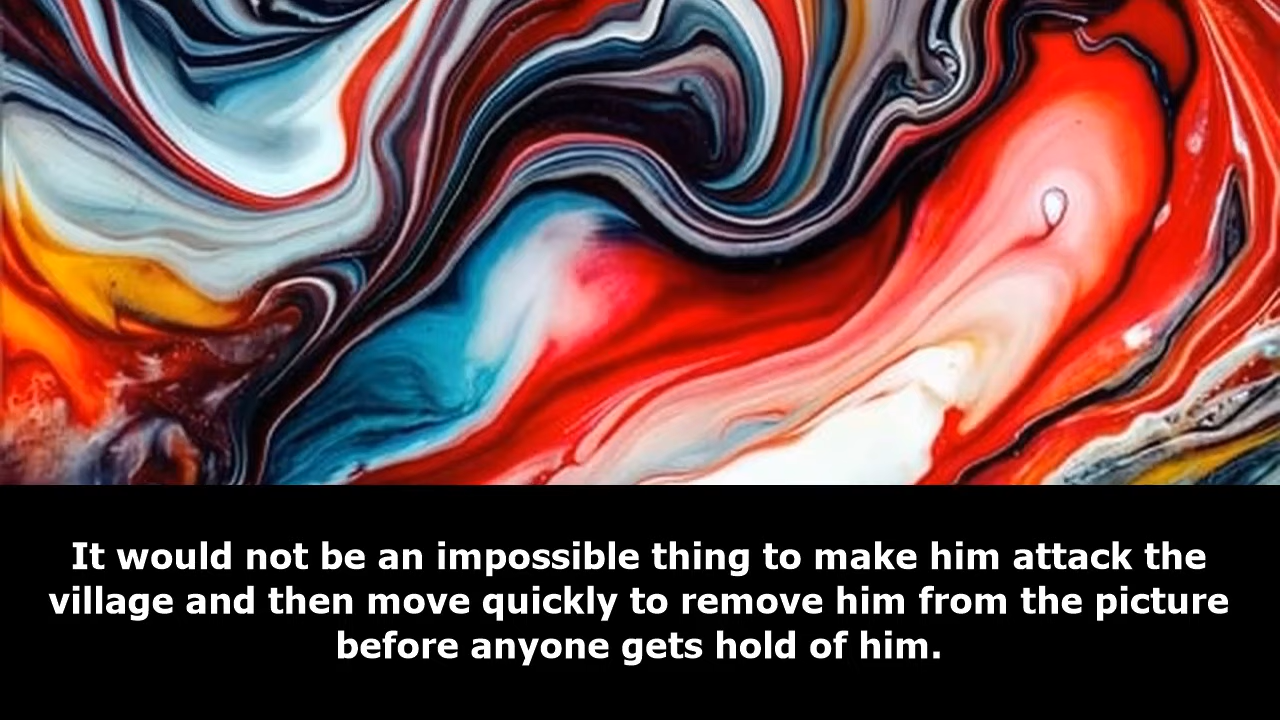 It would not be an impossible thing to make him attack the
village and then move quickly to remove him from the picture
before anyone gets hold of him.